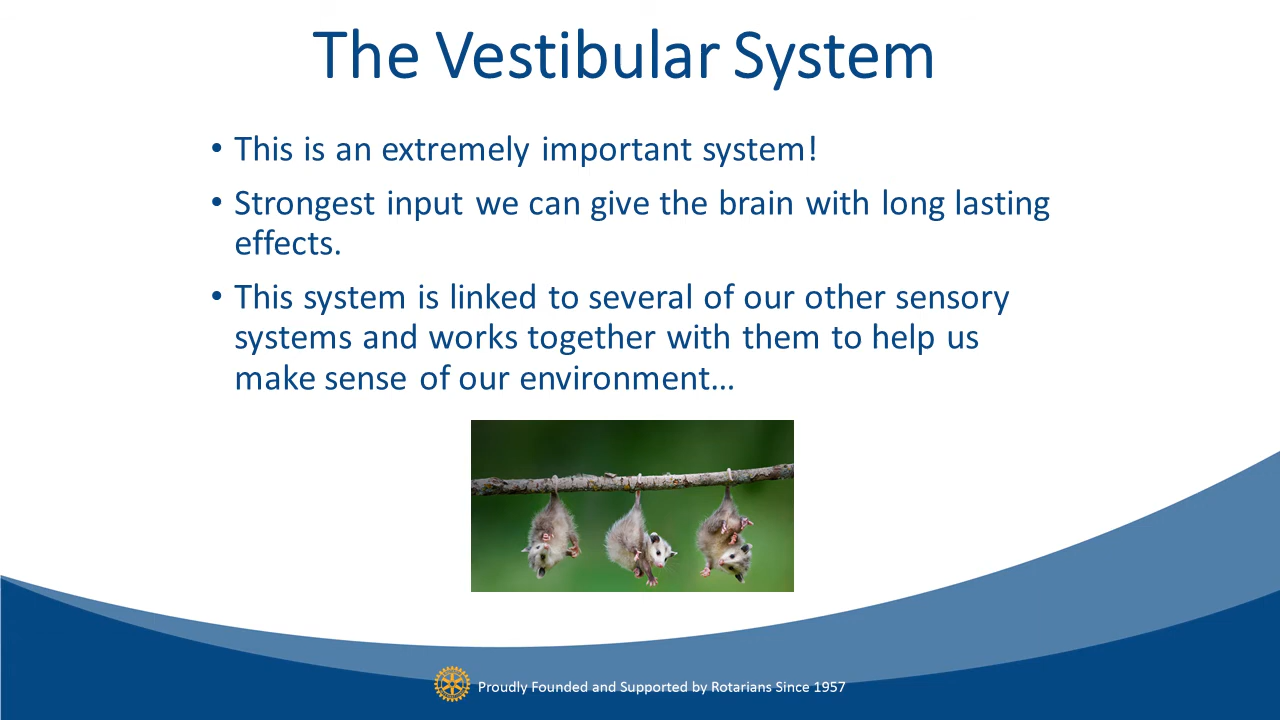 The Vestibular System
• This is an extremely important system!
• Strongest input we can give the brain with long lasting
effects.
• This system is linked to several of our other sensory
systems and works together with them to help us
make sense of our environment...
Proudly Founded and Supported by Rotarians Since 1957